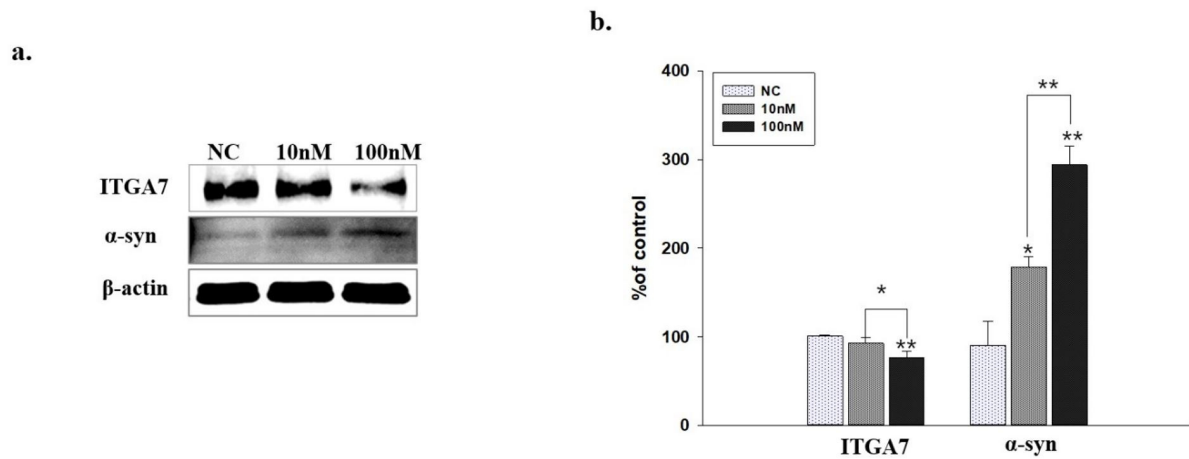 a.
NC 10nM 100nM
ITGA7
α-syn
β-actin
b.
400
300
200
100
0
%of control
NC
10nM
100nM
**
**
*
*
**
ITGA7 α-syn